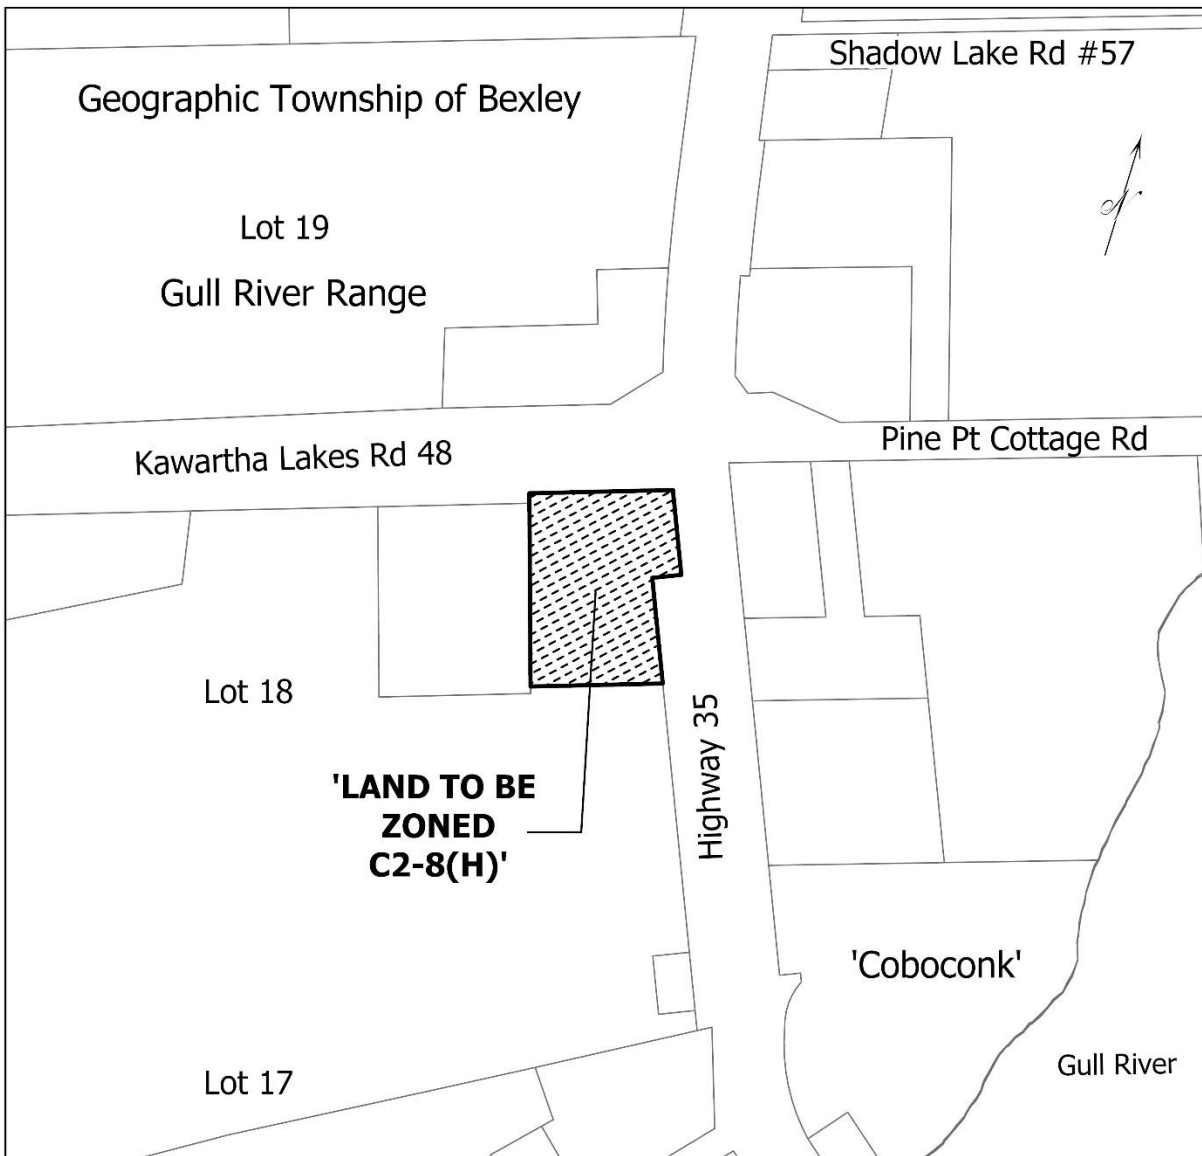 Shadow Lake Rd #57
Geographic Township of Bexley
Lot 19
Gull River Range
Pine Pt Cottage Rd
Kawartha Lakes Rd 48
Lot 18
Highway 35
'LAND TO BE
ZONED
C2-8(H)'
'Coboconk'
Gull River
Lot 17